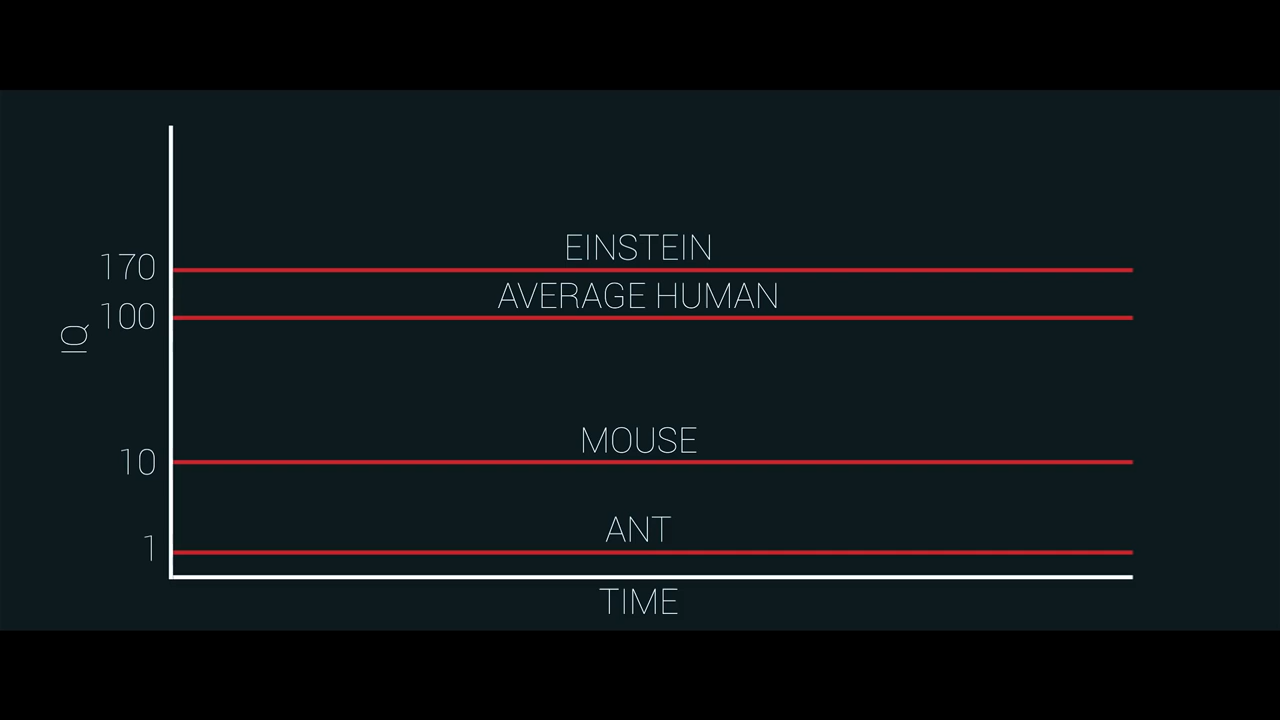 EINSTEIN
170
AVERAGE HUMAN
100
IQ
MOUSE
10
ANT
1
TIME